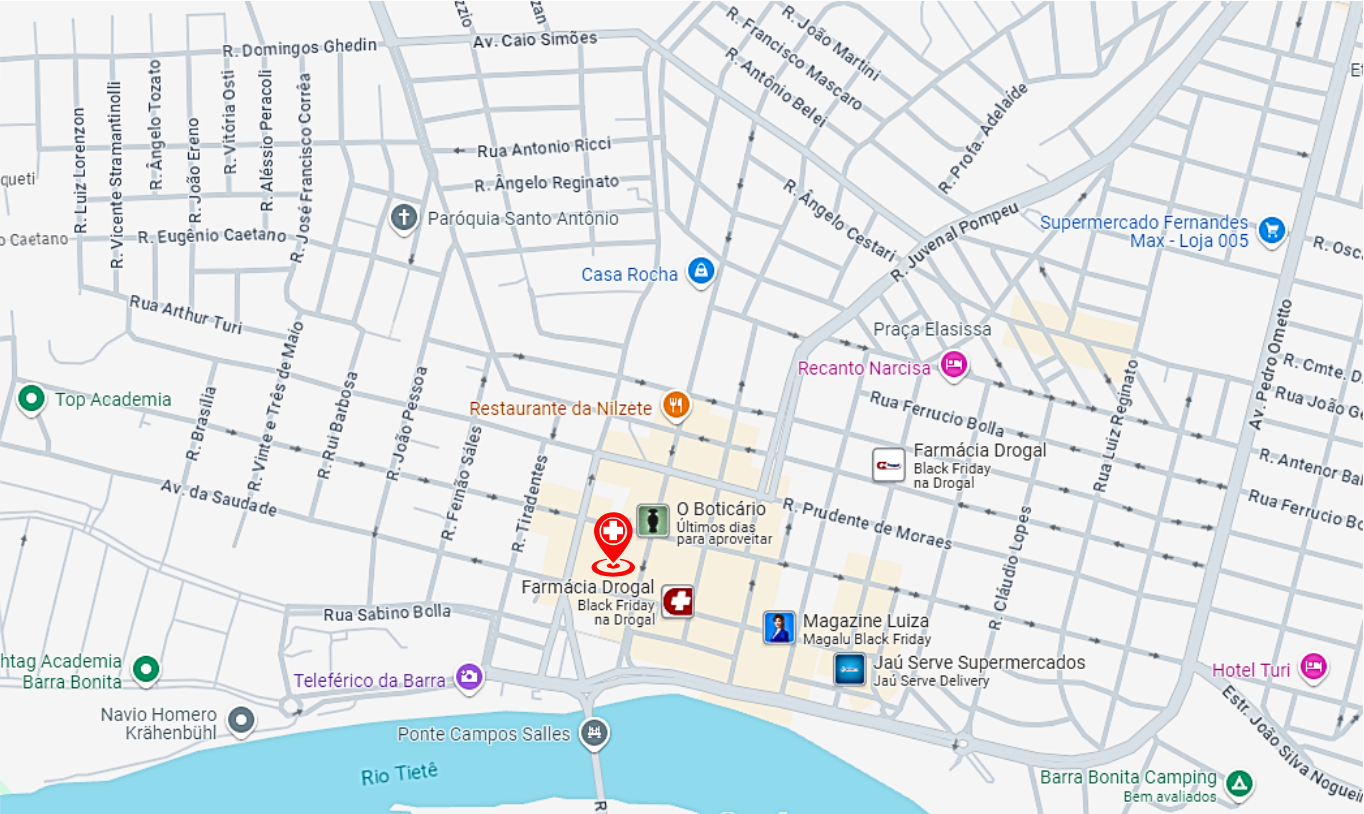 zzio
zan
R. Domingos Ghedin
Av. Caio Simões
R. João Martini
R. Francisco Mascaro
R. Antônio Belei
R. Profa. Adelaide
Et
R. Luiz Lorenzon
R. Vicente Stramantinolli
R. Ângelo Tozato
R. João Ereno
R. Vitória Osti
R. Aléssio Peracoli
R. José Francisco Corrêa
Rua Antonio Ricci
R. Ângelo Reginato
queti
Paróquia Santo Antônio
R. Ângelo Cestari
R. Juvenal Pompeu
Supermercado Fernandes
Max - Loja 005
o Caetano
R. Eugênio Caetano
R. Osc
Casa Rocha
Rua Arthur Turi
Praça Elasissa
Recanto Narcisa
Av. Pedro Ometto
R. Cmte. D
Rua João Ge
Top Academia
R. Brasília
R. Vinte e Três de Maio
R. Rui Barbosa
R. João Pessoa
Restaurante da Nilzete
Rua Ferrucio Bolla
Rua Luiz Reginato
R. Fernão Sáles
R. Tiradentes
Farmácia Drogal
Black Friday
na Drogal
R. Antenor Bal
Rua Ferrucio Bo
Av. da Saudade
O Boticário
Últimos dias
para aproveitar
R. Prudente de Moraes
R. Cláudio Lopes
Farmácia Drogal
Black Friday
na Drogal
Rua Sabino Bolla
Magazine Luiza
Magalu Black Friday
Jaú Serve Supermercados
Jaú Serve Delivery
htag Academia
Barra Bonita
Teleférico da Barra
Hotel Turi
Navio Homero
Krähenbühl
Ponte Campos Salles
Estr. João Silva Noguei
Rio Tietê
R
Barra Bonita Camping
Bem avaliados